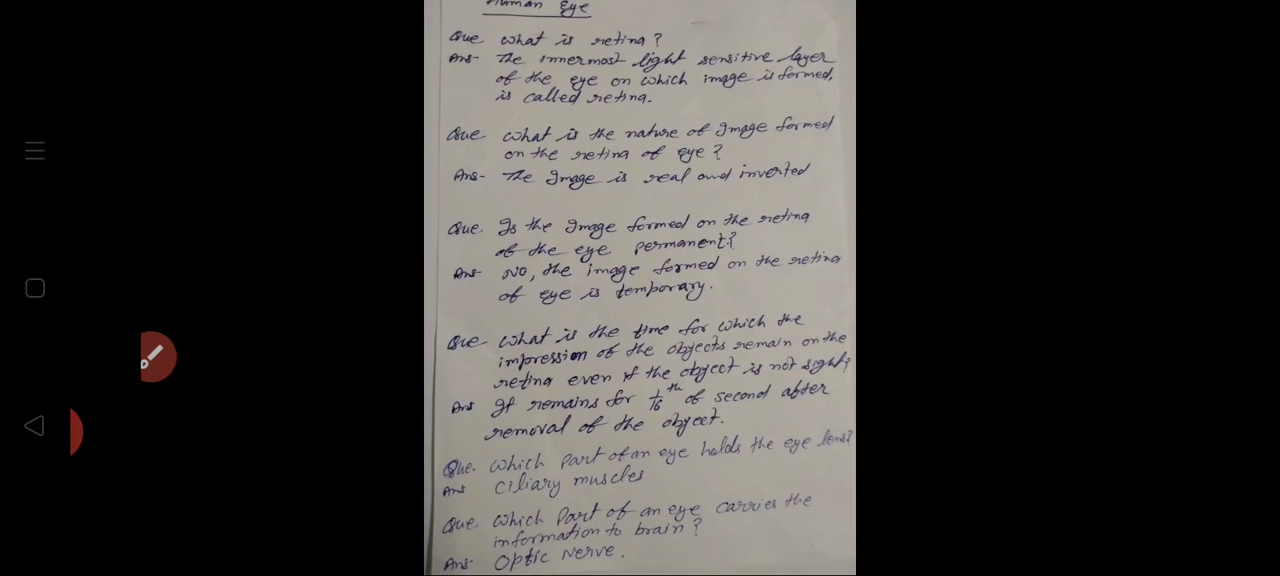 Human Eye
Que. What is retina?
Ans- The innermost light sensitive layer
of the eye on which image is formed,
is called retina.
Que. What is the nature of Image formed
on the retina of eye?
Ans- The Image is real and inverted
Que. Is the Image formed on the retina
of the eye permanent?
Ans- No, the image formed on the retina
of eye is temporary.
Que- What is the time for which the
impression of the objects remain on the
retina even if the object is not sight?
Ans It remains for 1/16 th of second after
removal of the object.
Que. Which part of an eye holds the eye lens?
Ans Ciliary muscles
Que. Which Part of an eye carries the
information to brain?
Ans- Optic Nerve.